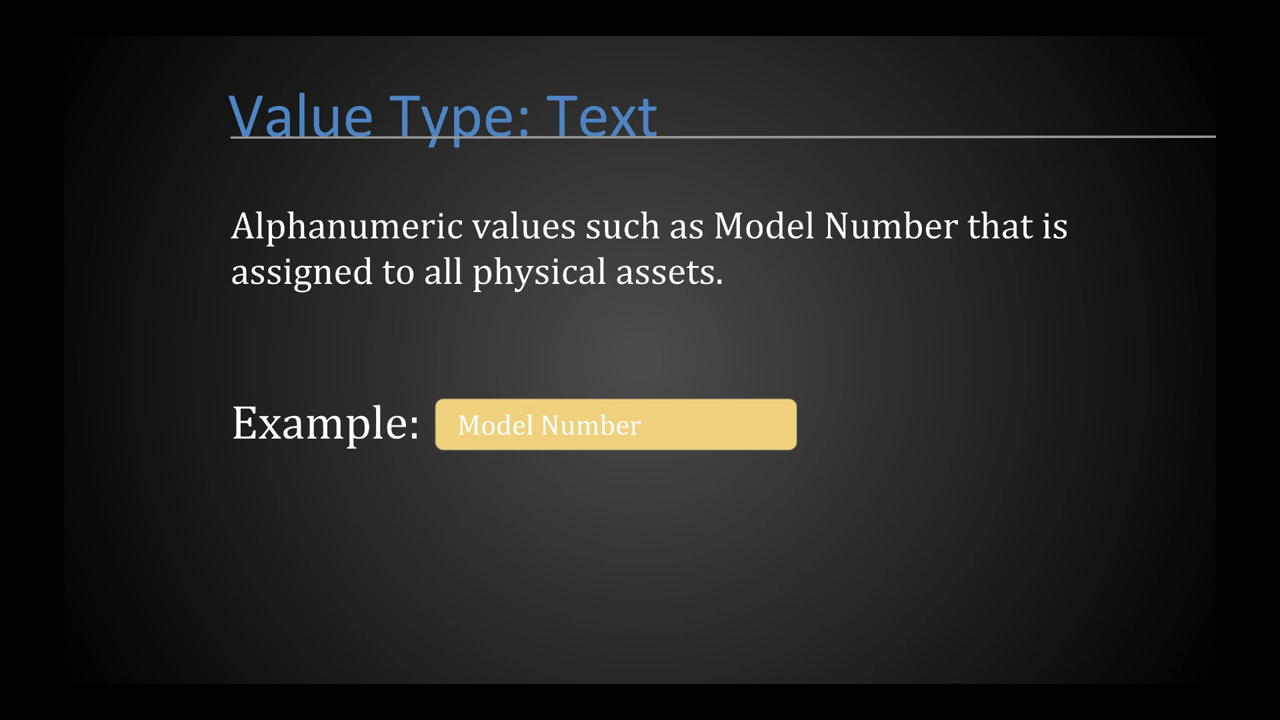 Value Type: Text
Alphanumeric values such as Model Number that is
assigned to all physical assets.
Example: Model Number